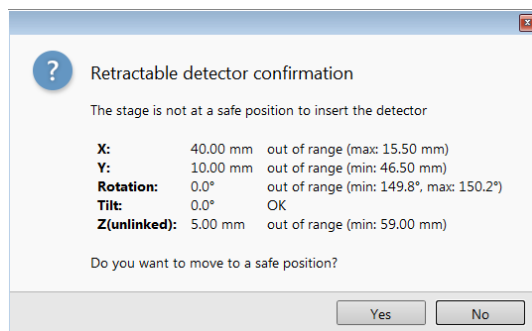 Retractable detector confirmation
The stage is not at a safe position to insert the detector
X: 40.00 mm out of range (max: 15.50 mm)
Y: 10.00 mm out of range (min: 46.50 mm)
Rotation: 0.0° out of range (min: 149.8°, max: 150.2°)
Tilt: 0.0° OK
Z(unlinked): 5.00 mm out of range (min: 59.00 mm)
Do you want to move to a safe position?
Yes No